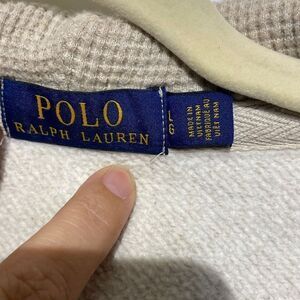 POLO
RALPH LAUREN
L
G
MADE IN
VIETNAM
FABRIQUÉ AU
VIET NAM